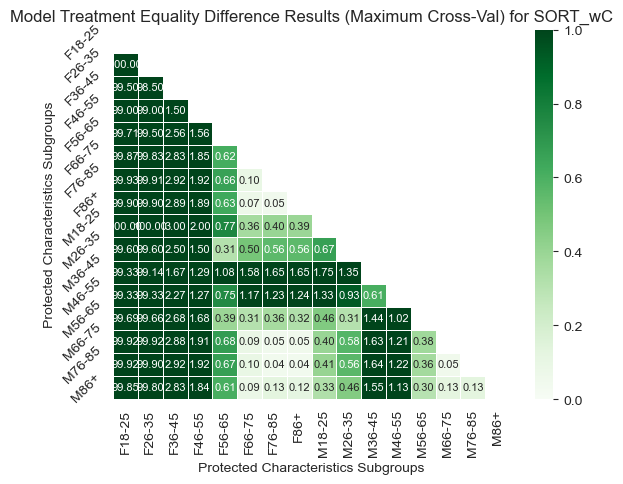 Model Treatment Equality Difference Results (Maximum Cross-Val) for SORT_wC
Protected Characteristics Subgroups
F18-25
F26-35 00.00
F36-45 99.50 98.50
F46-55 99.00 99.00 1.50
F56-65 99.71 99.50 2.56 1.56
F66-75 99.87 99.83 2.83 1.85 0.62
F76-85 99.93 99.91 2.92 1.92 0.66 0.10
F86+ 99.90 99.90 2.89 1.89 0.63 0.07 0.05
M18-25 00.00 00.00 3.00 2.00 0.77 0.36 0.40 0.39
M26-35 99.60 99.60 2.50 1.50 0.31 0.50 0.56 0.56 0.67
M36-45 99.33 99.14 1.67 1.29 1.08 1.58 1.65 1.65 1.75 1.35
M46-55 99.33 99.33 2.27 1.27 0.75 1.17 1.23 1.24 1.33 0.93 0.61
M56-65 99.69 99.66 2.68 1.68 0.39 0.31 0.38 0.32 0.46 0.31 1.44 1.02
M66-75 99.92 99.92 2.88 1.91 0.68 0.09 0.05 0.05 0.40 0.58 1.63 1.21 0.38
M76-85 99.92 99.90 2.92 1.92 0.67 0.10 0.04 0.04 0.41 0.56 1.64 1.22 0.36 0.05
M86+ 99.85 99.80 2.83 1.84 0.61 0.09 0.13 0.12 0.33 0.46 1.55 1.13 0.30 0.13 0.13
F18-25 F26-35 F36-45 F46-55 F56-65 F66-75 F76-85 F86+ M18-25 M26-35 M36-45 M46-55 M56-65 M66-75 M76-85 M86+
Protected Characteristics Subgroups
1.0
0.8
0.6
0.4
0.2
0.0